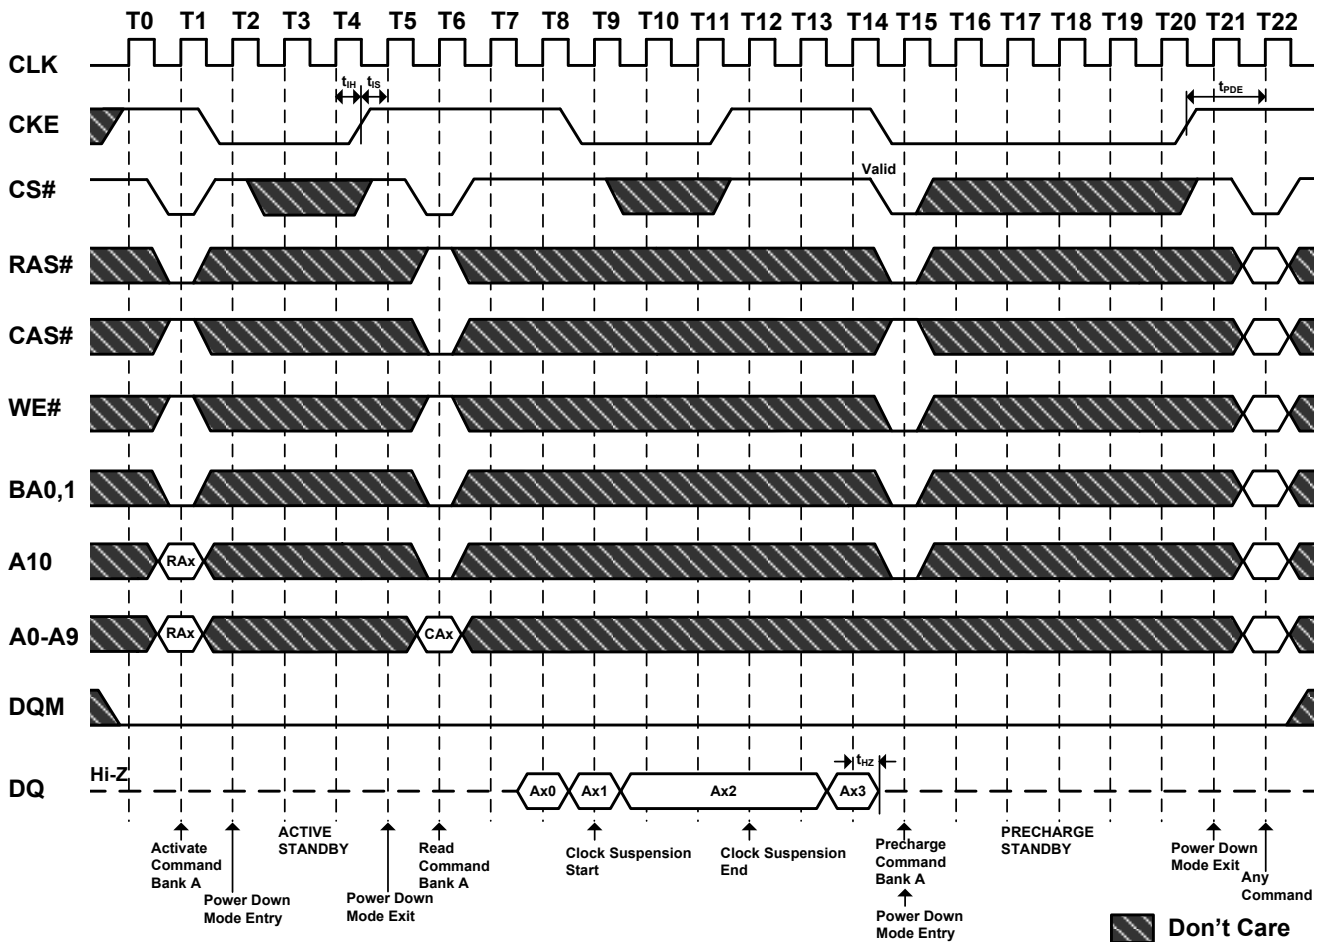 T0 T1 T2 T3 T4 T5 T6 T7 T8 T9 T10 T11 T12 T13 T14 T15 T16 T17 T18 T19 T20 T21 T22
CLK
tIH tIS
tPDE
CKE
Valid
CS#
RAS#
CAS#
WE#
BA0,1
A10
RAx
A0-A9
RAx
CAx
DQM
Hi-Z
tHZ
DQ
Ax0 Ax1 Ax2 Ax3
Activate
Command
Bank A
Power Down
Mode Entry
ACTIVE
STANDBY
Power Down
Mode Exit
Read
Command
Bank A
Clock Suspension
Start
Clock Suspension
End
Precharge
Command
Bank A
Power Down
Mode Entry
PRECHARGE
STANDBY
Power Down
Mode Exit
Any
Command
Don't Care